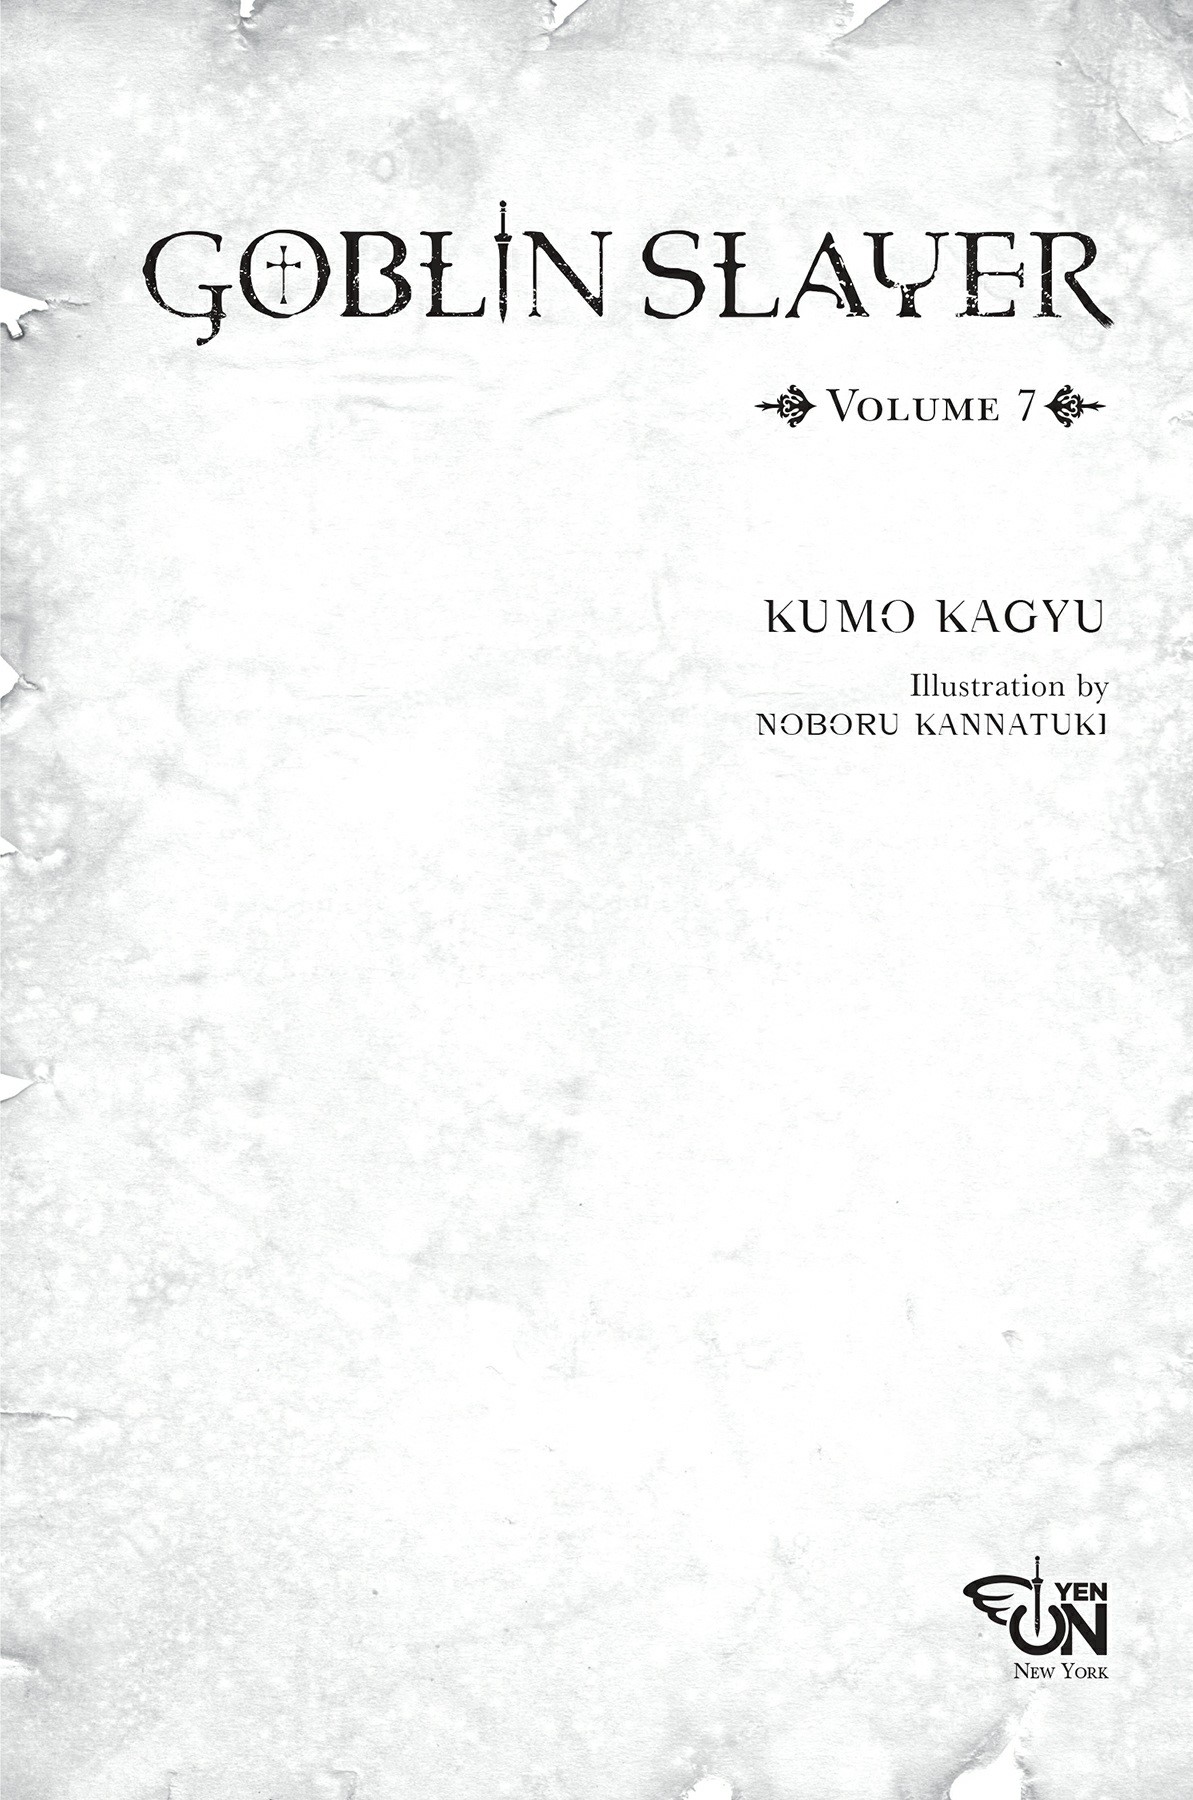 GOBLIN SLAYER
VOLUME 7
KUMO KAGYU
Illustration by
NOBORU KANNATUKI
YEN
ON
NEW YORK